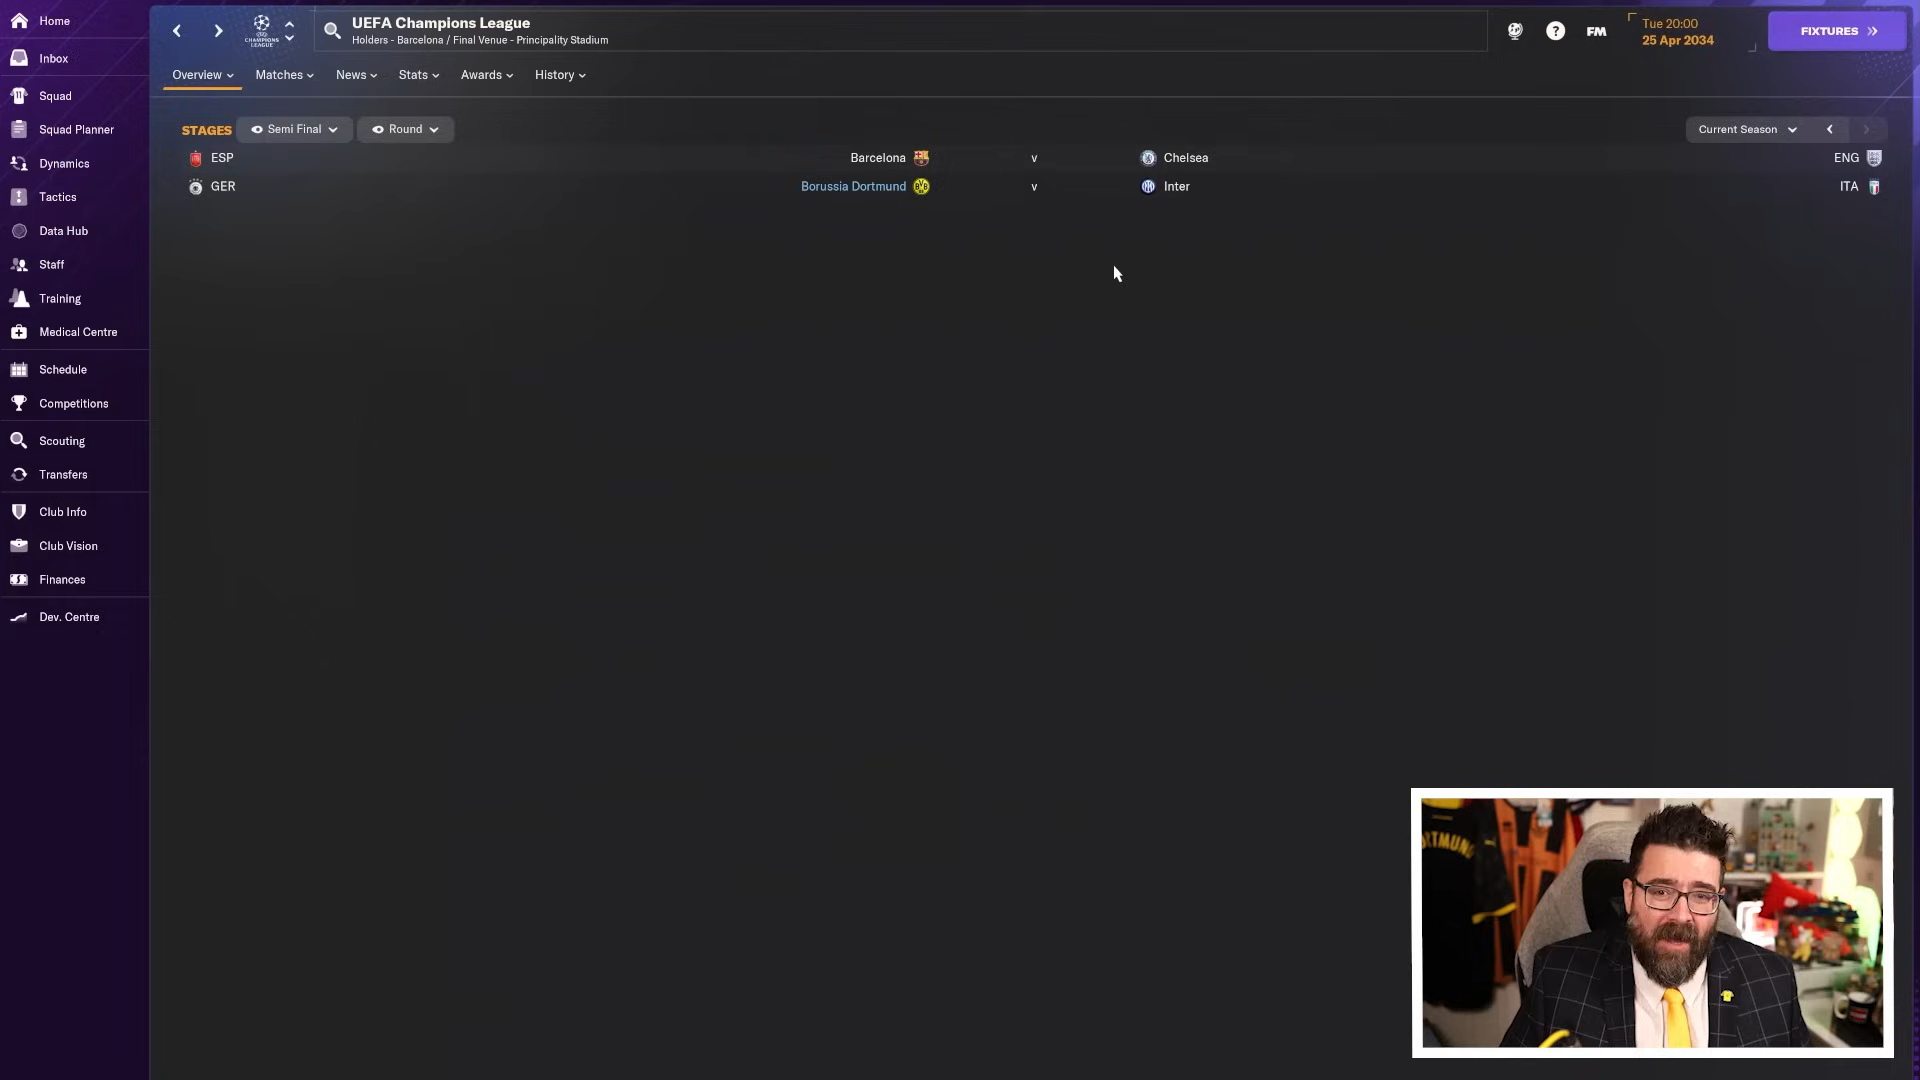 Home
Inbox
Squad
Squad Planner
Dynamics
Tactics
Data Hub
Staff
Training
Medical Centre
Schedule
Competitions
Scouting
Transfers
Club Info
Club Vision
Finances
Dev. Centre
CHAMPIONS LEAGUE
UEFA Champions League
Holders - Barcelona / Final Venue - Principality Stadium
?
FM
Tue 20:00
25 Apr 2034
FIXTURES
Overview Matches News Stats Awards History
STAGES Semi Final Round Current Season
ESP Barcelona v Chelsea ENG
GER Borussia Dortmund BVB v Inter ITA